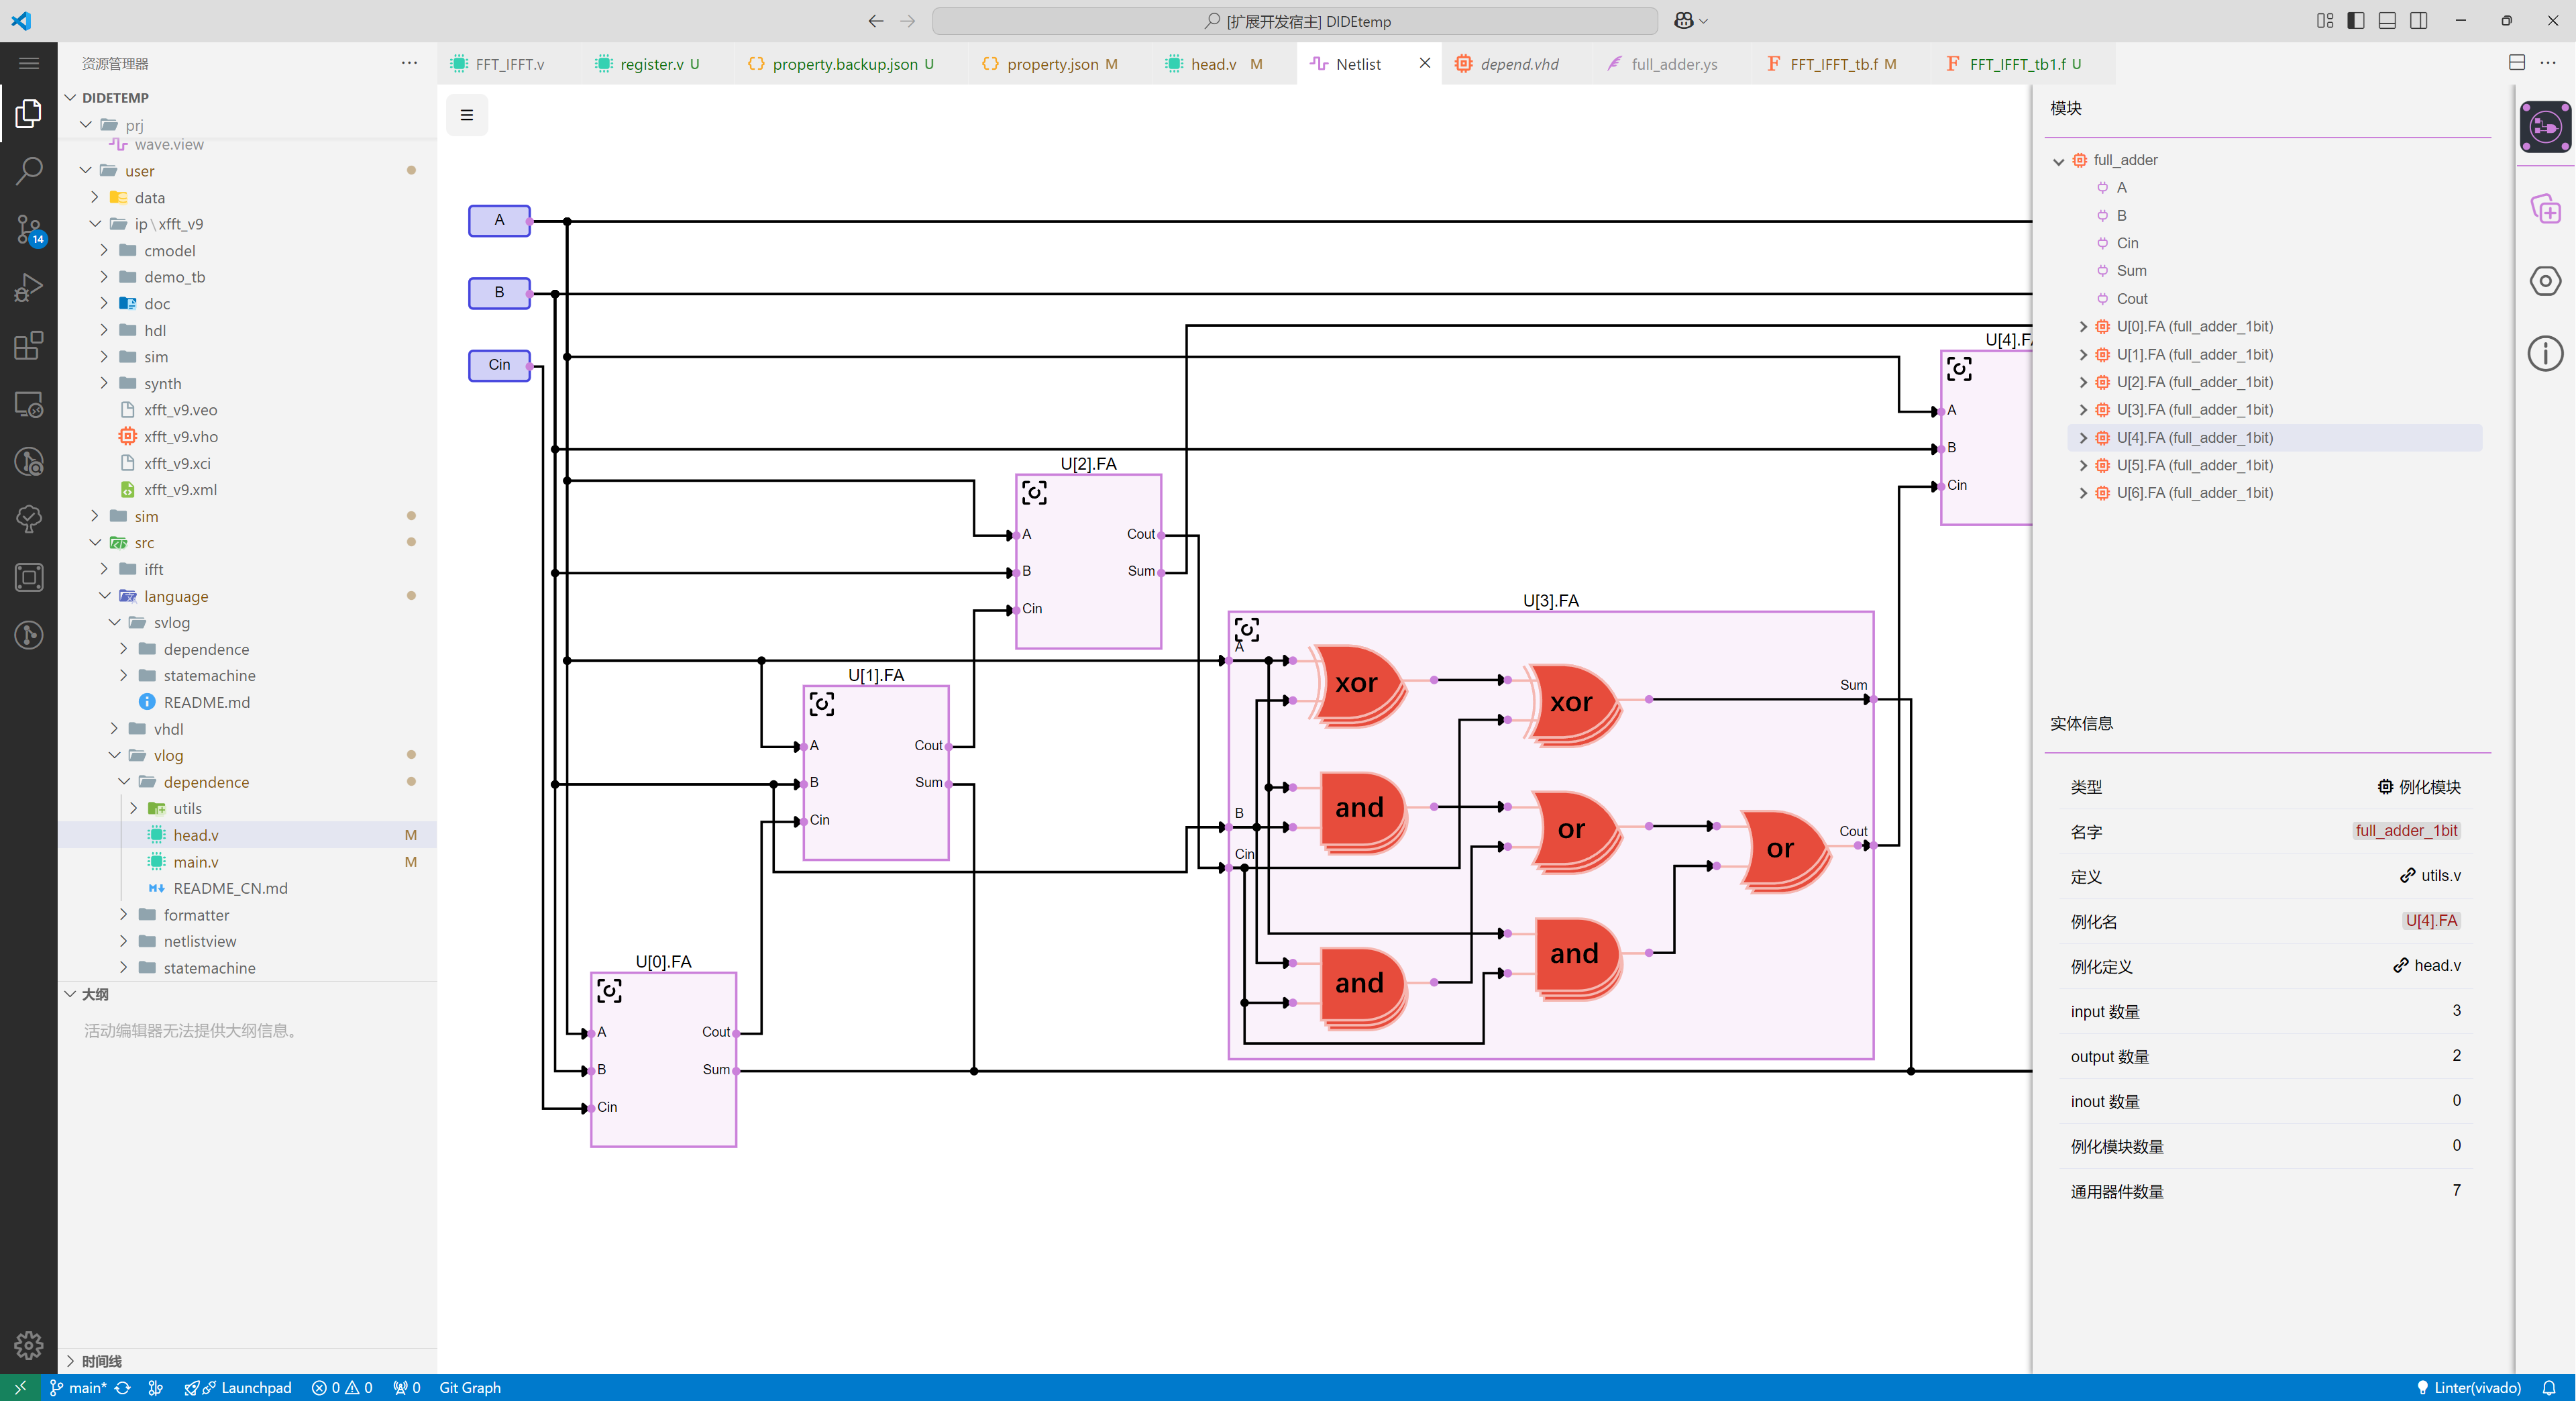 [扩展开发宿主] DIDEtemp
资源管理器
FFT_IFFT.v
register.v U
property.backup.json U
property.json M
head.v M
Netlist
depend.vhd
full_adder.ys
FFT_IFFT_tb.f M
FFT_IFFT_tb1.f U
DIDETEMP
prj
wave.view
user
data
ip\xfft_v9
cmodel
demo_tb
doc
hdl
sim
synth
xfft_v9.veo
xfft_v9.vho
xfft_v9.xci
xfft_v9.xml
sim
src
ifft
language
svlog
dependence
statemachine
README.md
vhdl
vlog
dependence
utils
head.v M
main.v M
README_CN.md
formatter
netlistview
statemachine
大纲
活动编辑器无法提供大纲信息。
时间线
14
A
B
Cin
U[2].FA
A
B
Cin
Cout
Sum
U[1].FA
A
B
Cin
Cout
Sum
U[0].FA
A
B
Cin
Cout
Sum
U[3].FA
A
B
Cin
xor
xor
and
or
or
and
and
Sum
Cout
U[4].F
A
B
Cin
模块
full_adder
A
B
Cin
Sum
Cout
U[0].FA (full_adder_1bit)
U[1].FA (full_adder_1bit)
U[2].FA (full_adder_1bit)
U[3].FA (full_adder_1bit)
U[4].FA (full_adder_1bit)
U[5].FA (full_adder_1bit)
U[6].FA (full_adder_1bit)
实体信息
类型 例化模块
名字 full_adder_1bit
定义 utils.v
例化名 U[4].FA
例化定义 head.v
input 数量 3
output 数量 2
inout 数量 0
例化模块数量 0
通用器件数量 7
main* Launchpad 0 0 0 Git Graph
Linter(vivado)